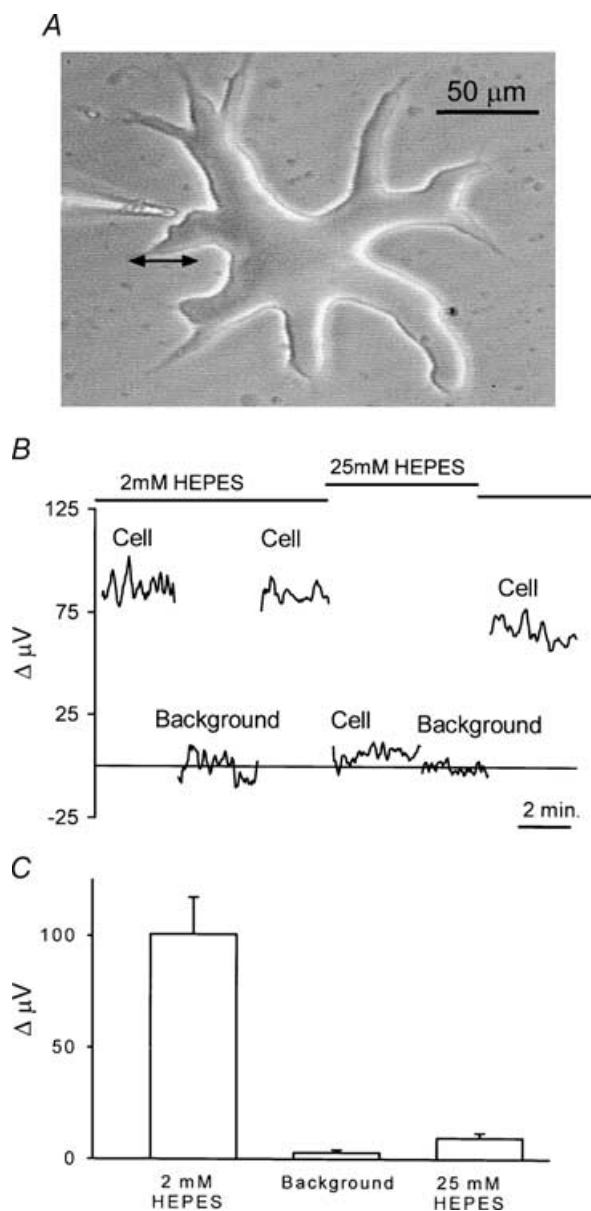 A
50 μm
B
2mM HEPES
25mM HEPES
125
Cell
Cell
Cell
75
Δ μV
25
Background
Cell
Background
-25
2 min.
C
100
Δ μV
50
0
2 mM
HEPES
Background
25 mM
HEPES